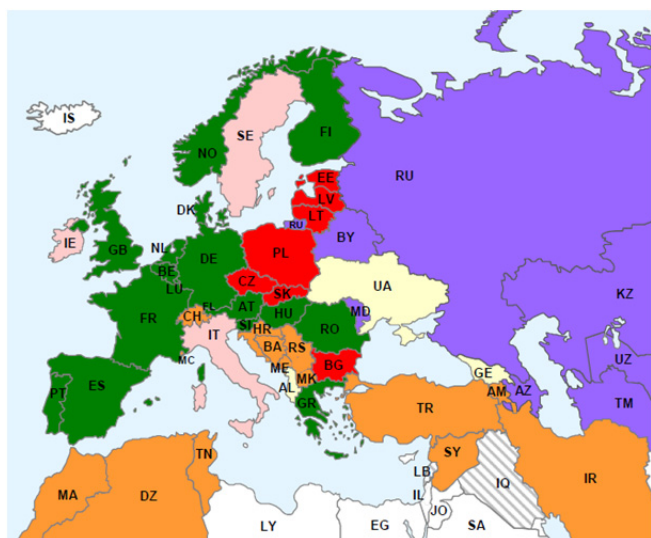 IS
SE
FI
NO
RU
EE
LV
DK
LT
RU
IE
BY
NL
GB
DE
PL
BE
LU
CZ
UA
SK
FL
AT
MD
KZ
FR
CH
HU
SI
RO
IT
HR
BA
RS
UZ
MC
ME
BG
GE
AL
MK
AM
AZ
TM
PT
ES
GR
TR
TN
SY
LB
MA
DZ
IQ
IR
IL
JO
LY
EG
SA